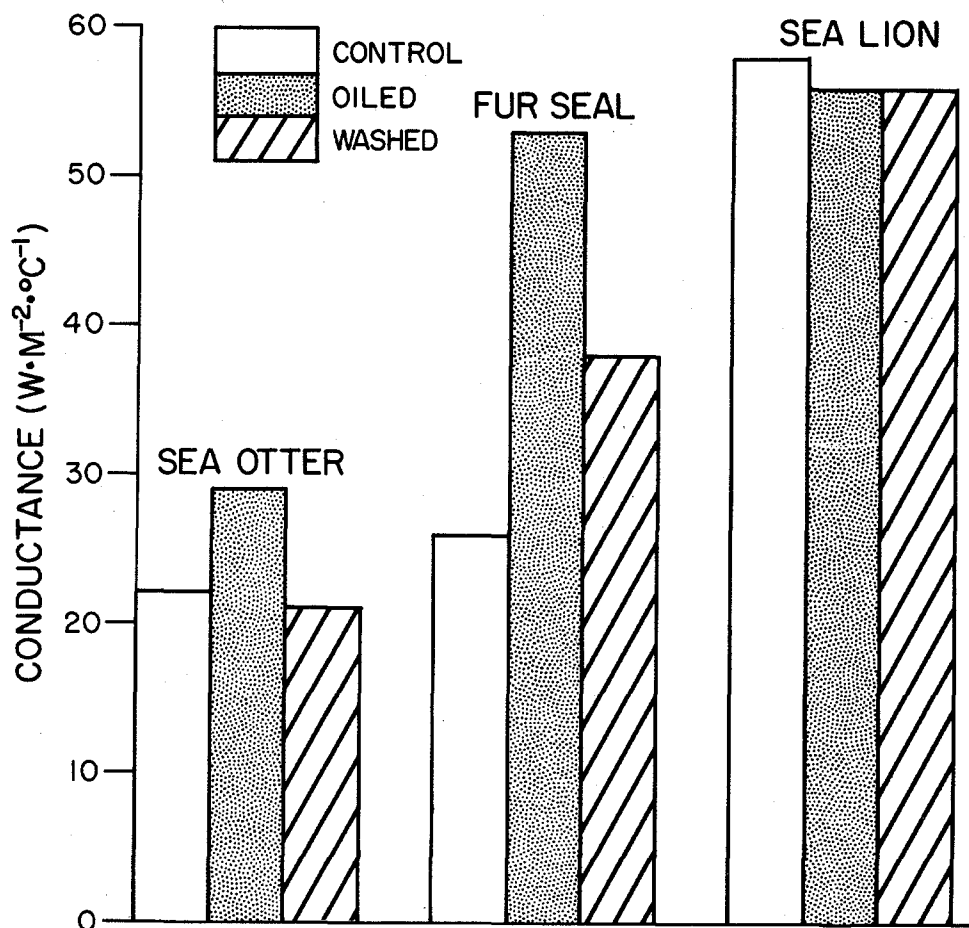 60
50
40
30
20
10
0
CONDUCTANCE (W•M⁻²•°C⁻¹)
CONTROL
OILED
WASHED
SEA OTTER
FUR SEAL
SEA LION